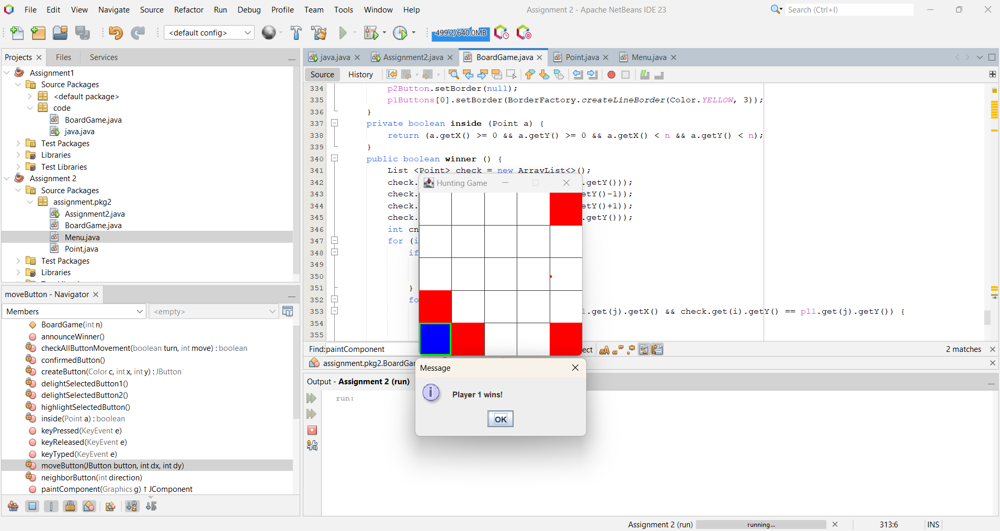 File Edit View Navigate Source Refactor Run Debug Profile Team Tools Window Help
Assignment 2 - Apache NetBeans IDE 23
Search (Ctrl+I)
<default config>
499.2/640.0MB
Projects Files Services
Assignment1
Source Packages
<default package>
code
BoardGame.java
java.java
Test Packages
Libraries
Test Libraries
Assignment 2
Source Packages
assignment.pkg2
Assignment2.java
BoardGame.java
Menu.java
Point.java
Test Packages
Libraries
moveButton - Navigator
Members <empty>
BoardGame(int n)
announceWinner()
checkAllButtonMovement(boolean turn, int move) : boolean
confirmedButton()
createButton(Color c, int x, int y) : JButton
delightSelectedButton1()
delightSelectedButton2()
highlightSelectedButton()
inside(Point a) : boolean
keyPressed(KeyEvent e)
keyReleased(KeyEvent e)
keyTyped(KeyEvent e)
moveButton(JButton button, int dx, int dy)
neighborButton(int direction)
paintComponent(Graphics g) ↑ JComponent
java.java Assignment2.java BoardGame.java Point.java Menu.java
Source History
334 p2Button.setBorder(null);
335 p1Buttons[0].setBorder(BorderFactory.createLineBorder(Color.YELLOW, 3));
336 }
337 private boolean inside (Point a) {
338 return (a.getX() >= 0 && a.getY() >= 0 && a.getX() < n && a.getY() < n);
339 }
340 public boolean winner () {
341 List <Point> check = new ArrayList<>();
342 check. .getY()));
343 check. etY()-1));
344 check. etY()+1));
345 check. .getY()));
346 int cn
347 for (i
348 if
349
350
351 }
352 fo
353 1.get(j).getX() && check.get(i).getY() == pl1.get(j).getY()) {
354
355
Hunting Game
Find: paintComponent ect 2 matches
assignment.pkg2.BoardGa
Message
Player 1 wins!
OK
Output - Assignment 2 (run)
run:
Assignment 2 (run) running... 313:6 INS